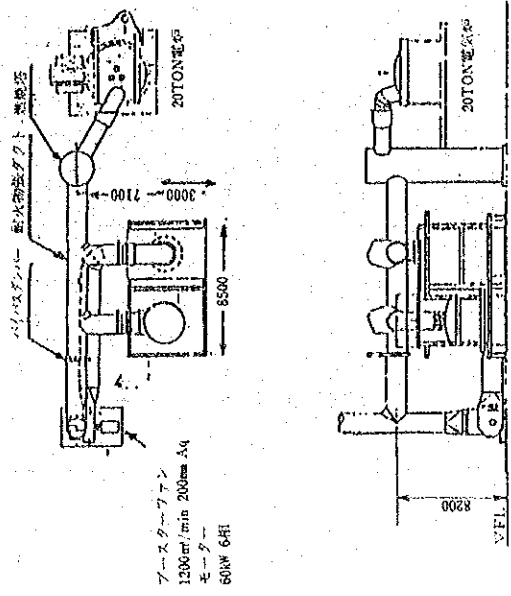 バイパスダンパー
耐火物張ダクト
燃焼塔
20TON電炉
7100
3000
8500
ブースターファン
1200㎥/min 200mm Aq
モーター
60kW 6相
20TON電気炉
8200
▽FL